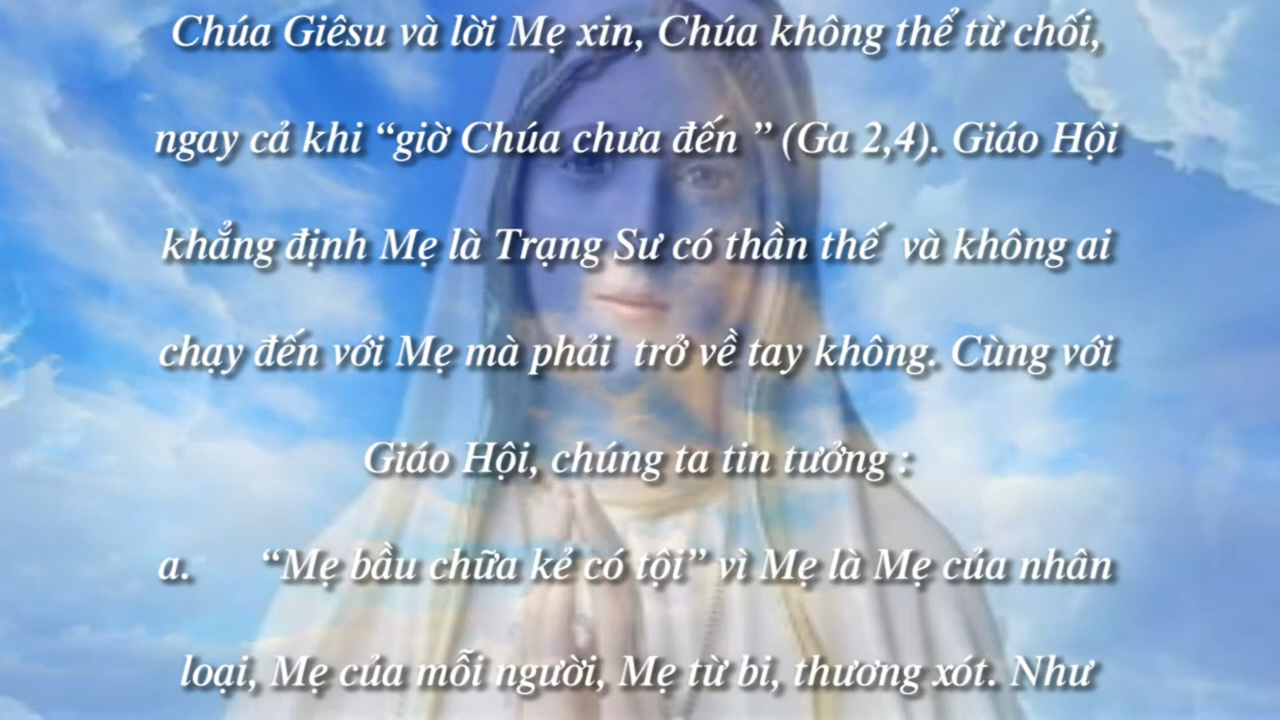 Chúa Giêsu và lời Mẹ xin, Chúa không thể từ chối,
ngay cả khi “giờ Chúa chưa đến ” (Ga 2,4). Giáo Hội
khẳng định Mẹ là Trạng Sư có thần thế và không ai
chạy đến với Mẹ mà phải trở về tay không. Cùng với
Giáo Hội, chúng ta tin tưởng :
a. “Mẹ bầu chữa kẻ có tội” vì Mẹ là Mẹ của nhân
loại, Mẹ của mỗi người, Mẹ từ bi, thương xót. Như